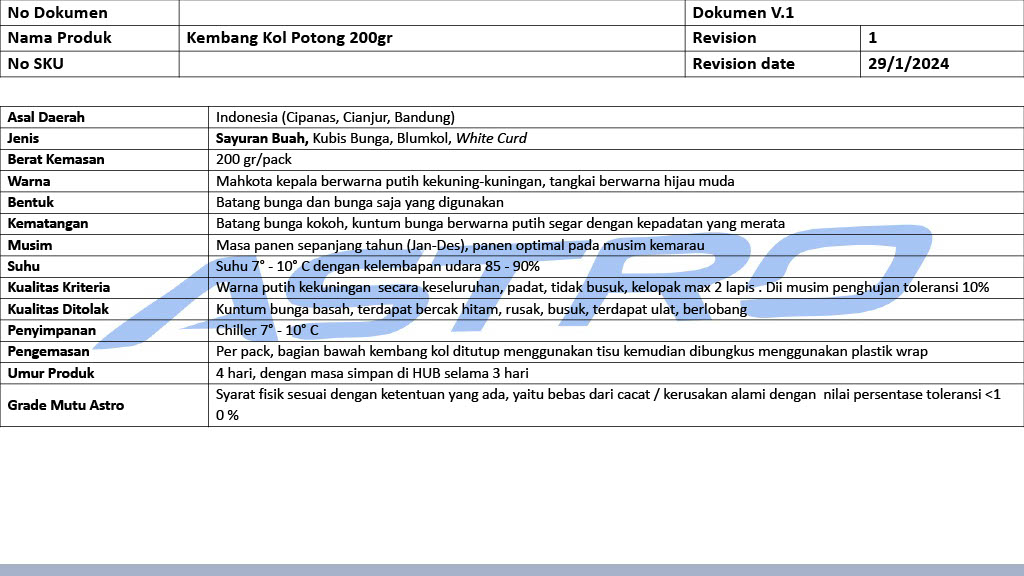 No Dokumen Dokumen V.1
Nama Produk Kembang Kol Potong 200gr Revision 1
No SKU Revision date 29/1/2024
Asal Daerah Indonesia (Cipanas, Cianjur, Bandung)
Jenis Sayuran Buah, Kubis Bunga, Blumkol, White Curd
Berat Kemasan 200 gr/pack
Warna Mahkota kepala berwarna putih kekuning-kuningan, tangkai berwarna hijau muda
Bentuk Batang bunga dan bunga saja yang digunakan
Kematangan Batang bunga kokoh, kuntum bunga berwarna putih segar dengan kepadatan yang merata
Musim Masa panen sepanjang tahun (Jan-Des), panen optimal pada musim kemarau
Suhu Suhu 7° - 10° C dengan kelembapan udara 85 - 90%
Kualitas Kriteria Warna putih kekuningan  secara keseluruhan, padat, tidak busuk, kelopak max 2 lapis . Dii musim penghujan toleransi 10%
Kualitas Ditolak Kuntum bunga basah, terdapat bercak hitam, rusak, busuk, terdapat ulat, berlobang
Penyimpanan Chiller 7° - 10° C
Pengemasan Per pack, bagian bawah kembang kol ditutup menggunakan tisu kemudian dibungkus menggunakan plastik wrap
Umur Produk 4 hari, dengan masa simpan di HUB selama 3 hari
Grade Mutu Astro Syarat fisik sesuai dengan ketentuan yang ada, yaitu bebas dari cacat / kerusakan alami dengan  nilai persentase toleransi <1
0 %
ASTRO